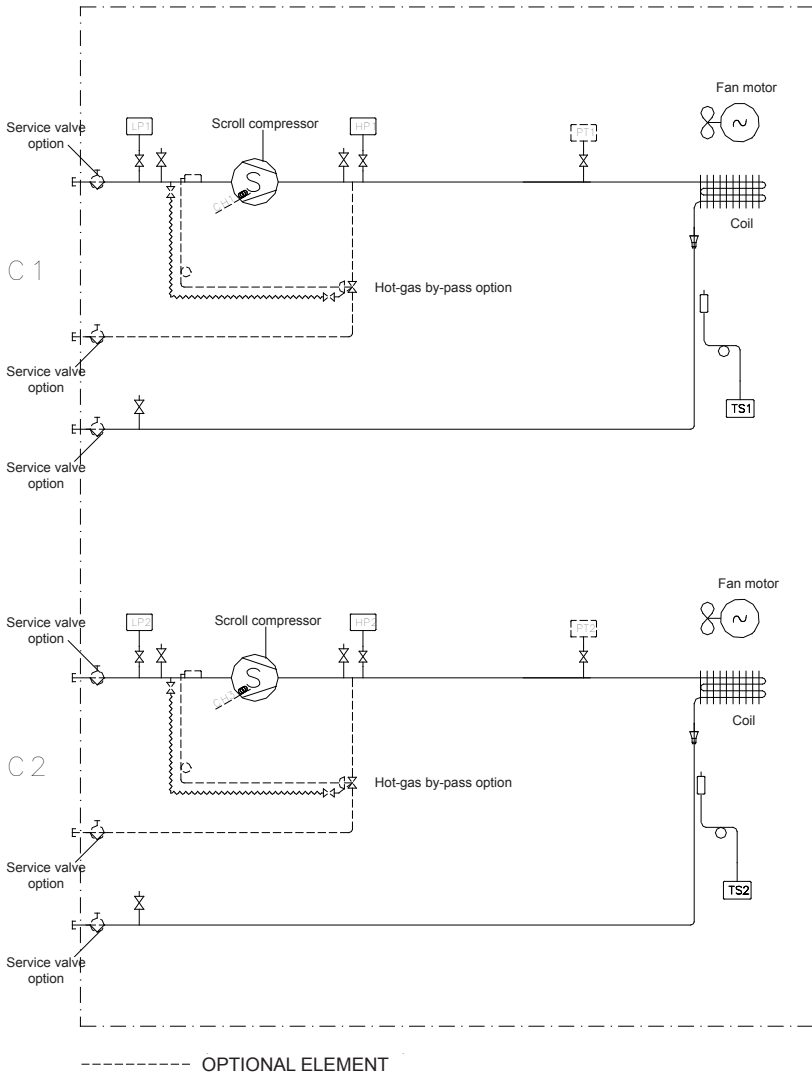 Fan motor
LP1
Scroll compressor
HP1
PT1
Service valve
option
S
CH1
Coil
C1
Hot-gas by-pass option
Service valve
option
TS1
Service valve
option
Fan motor
LP2
Scroll compressor
HP2
PT2
Service valve
option
S
CH3
Coil
C2
Hot-gas by-pass option
Service valve
option
TS2
Service valve
option
OPTIONAL ELEMENT